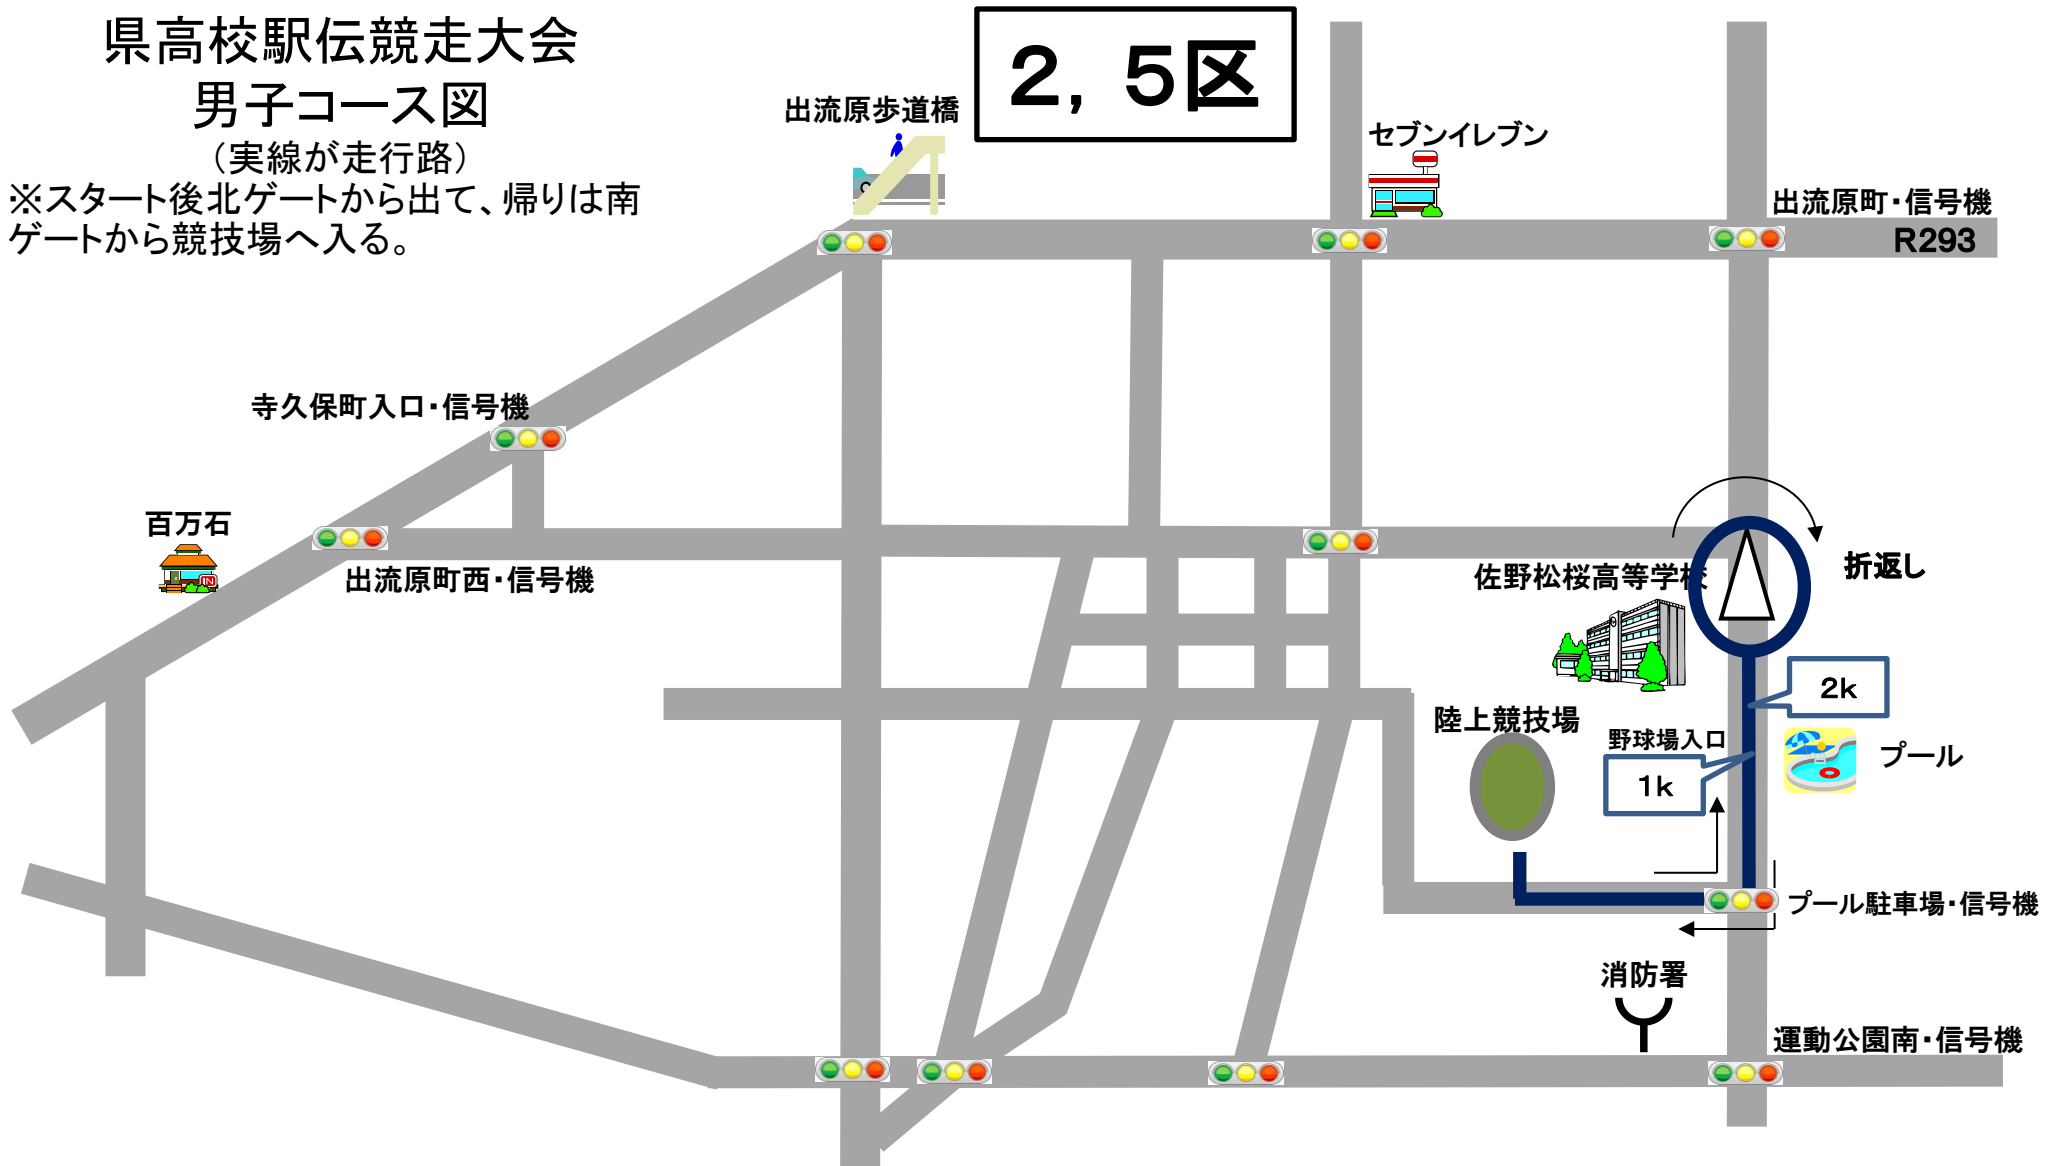 県高校駅伝競走大会
男子コース図
（実線が走行路）
※スタート後北ゲートから出て、帰りは南
ゲートから競技場へ入る。
２，５区
出流原歩道橋
セブンイレブン
出流原町・信号機
R293
寺久保町入口・信号機
百万石
IN
出流原町西・信号機
佐野松桜高等学校
折返し
2k
陸上競技場
野球場入口
プール
1k
プール駐車場・信号機
消防署
運動公園南・信号機